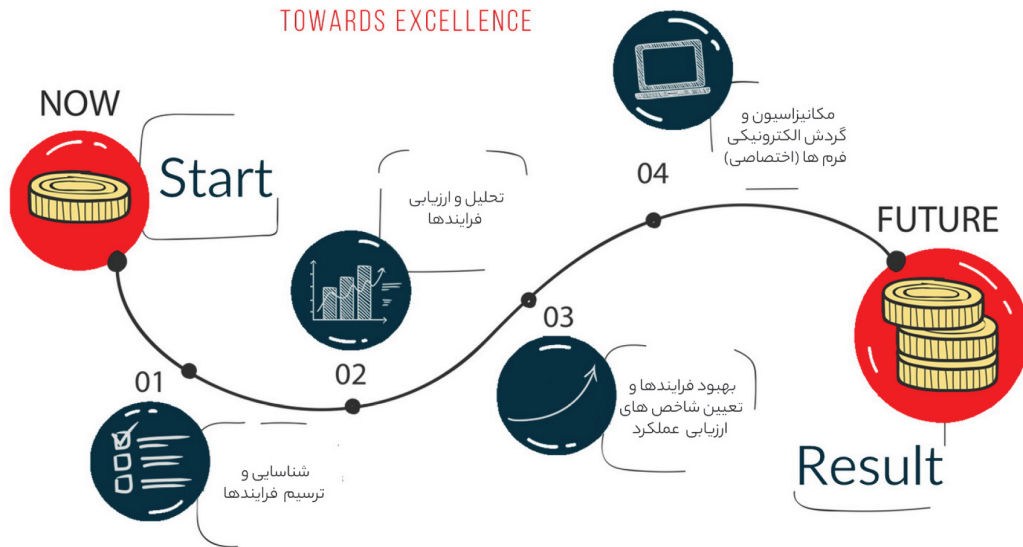 TOWARDS EXCELLENCE
NOW
Start
01
شناسایی و
ترسیم فرایندها
02
تحلیل و ارزیابی
فرایندها
03
بهبود فرایندها و
تعیین شاخص های
ارزیابی عملکرد
04
مکانیزاسیون و
گردش الکترونیکی
فرم ها (اختصاصی)
FUTURE
Result